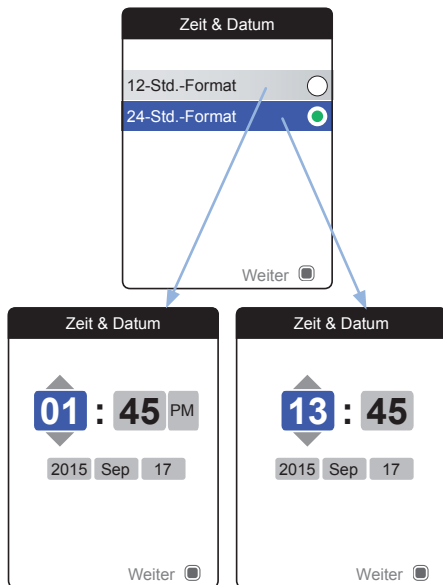 Zeit & Datum
12-Std.-Format
24-Std.-Format
Weiter
Zeit & Datum
01 : 45 PM
2015 Sep 17
Weiter
Zeit & Datum
13 : 45
2015 Sep 17
Weiter